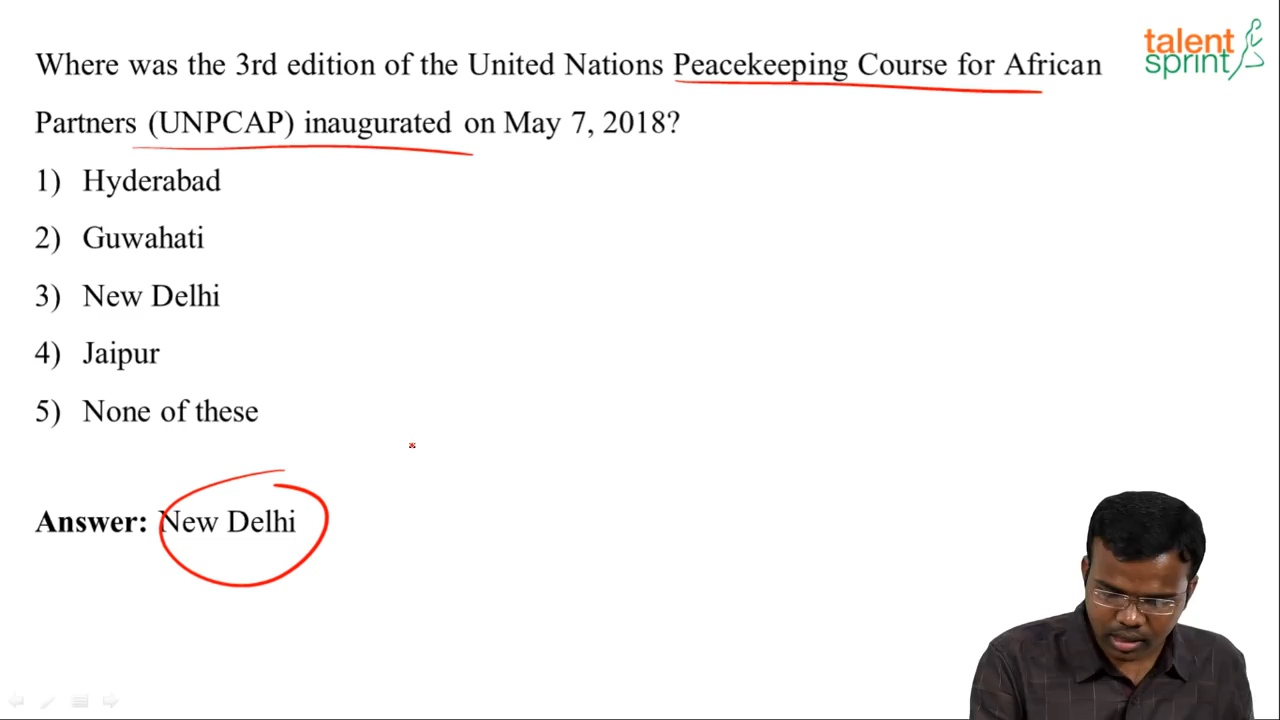 talent
sprint
Where was the 3rd edition of the United Nations Peacekeeping Course for African
Partners (UNPCAP) inaugurated on May 7, 2018?
1) Hyderabad
2) Guwahati
3) New Delhi
4) Jaipur
5) None of these
Answer: New Delhi